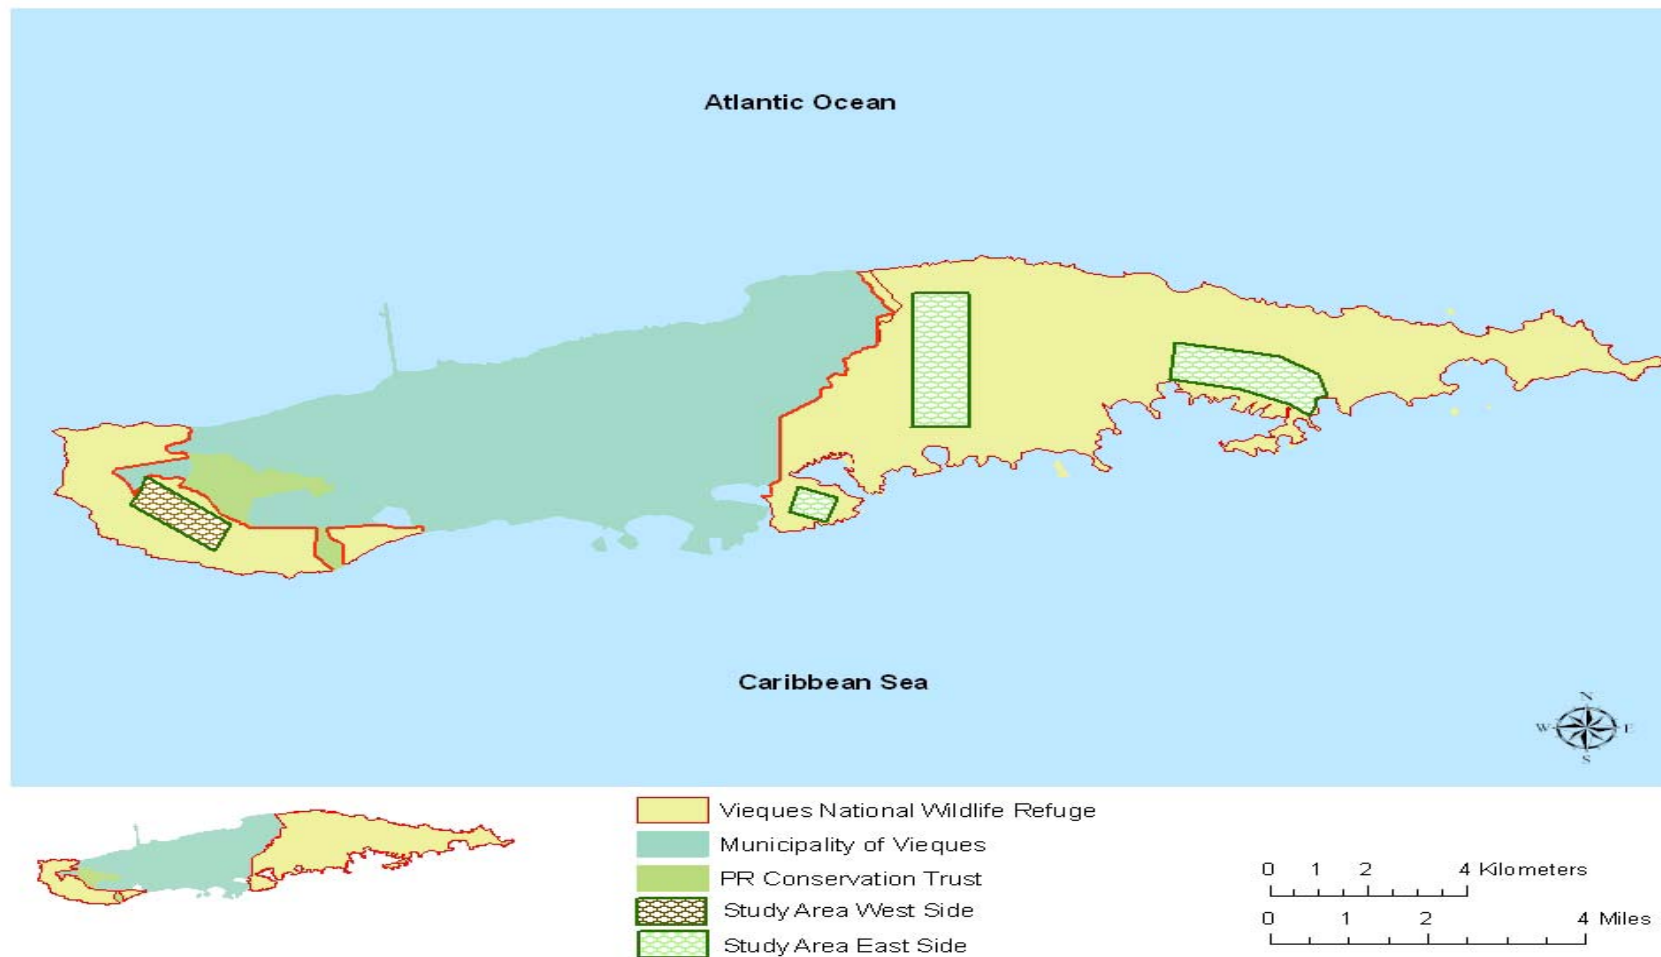 Atlantic Ocean
Caribbean Sea
N
W E
S
Vieques National Wildlife Refuge
Municipality of Vieques
PR Conservation Trust
Study Area West Side
Study Area East Side
0 1 2 4 Kilometers
0 1 2 4 Miles